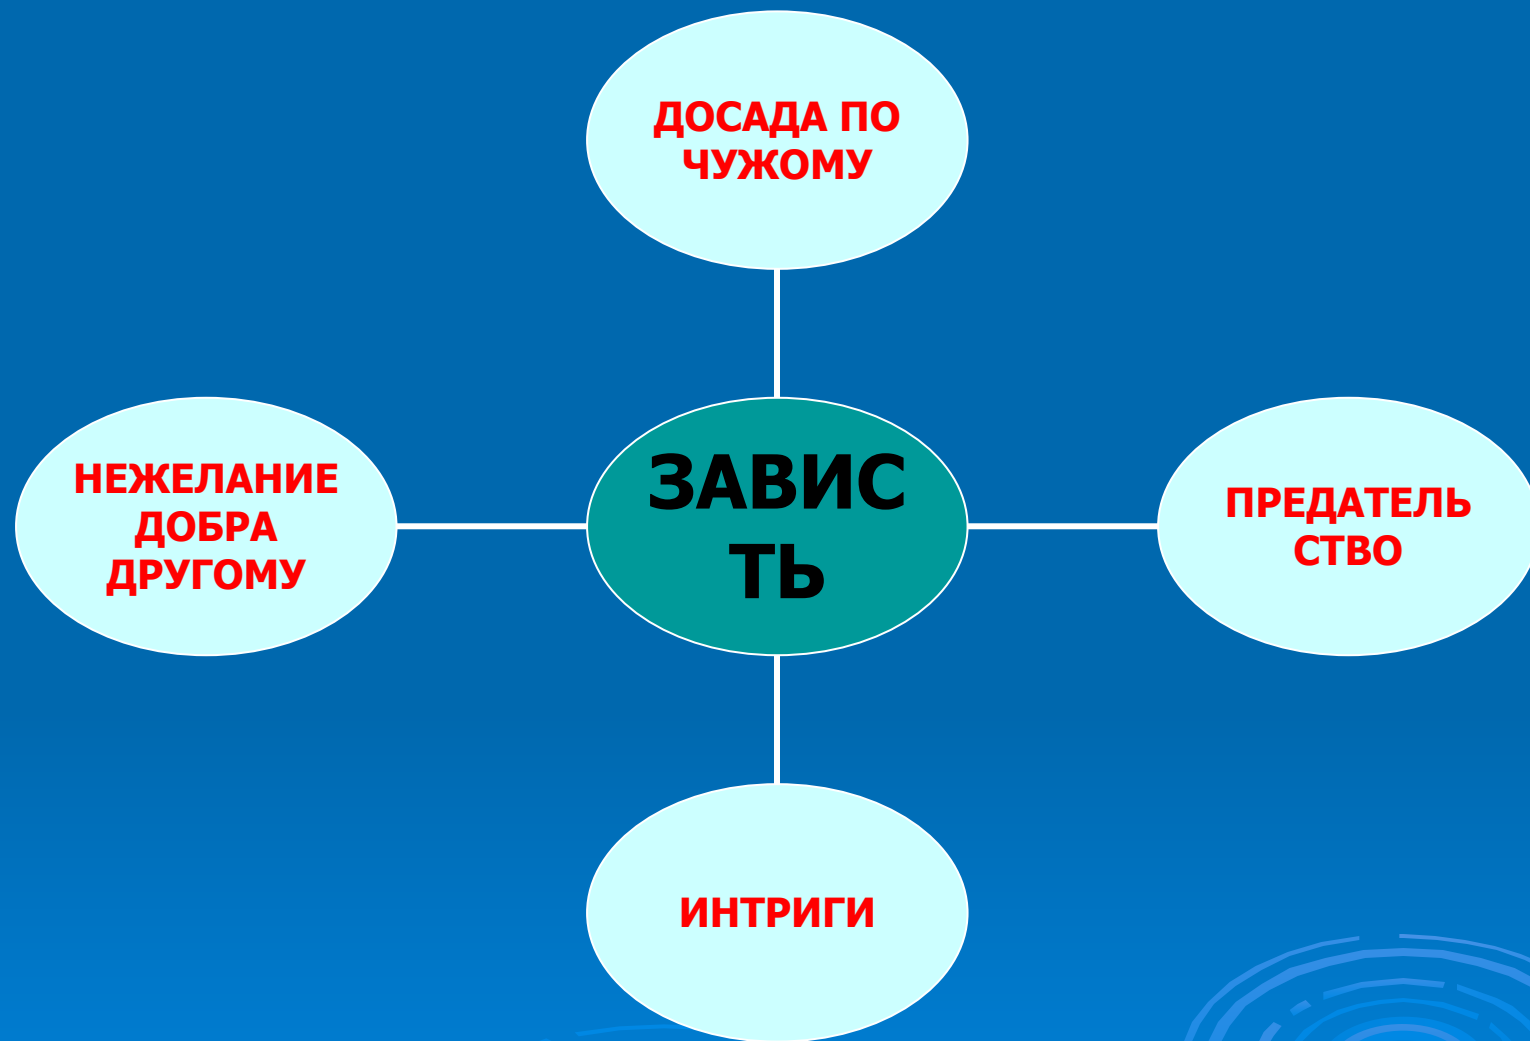 ДОСАДА ПО
ЧУЖОМУ
НЕЖЕЛАНИЕ
ДОБРА
ДРУГОМУ
ЗАВИС
ТЬ
ПРЕДАТЕЛЬ
СТВО
ИНТРИГИ